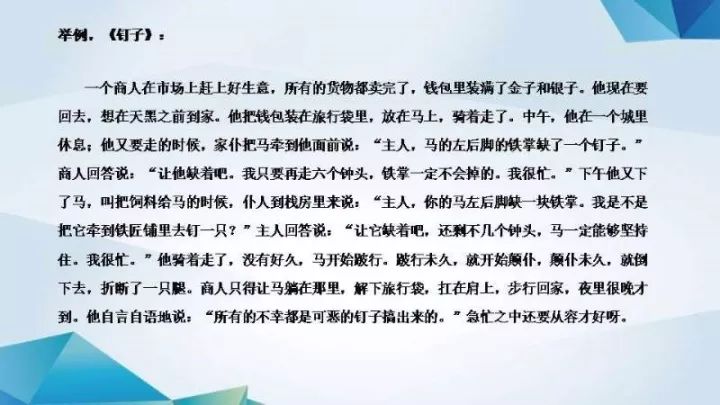 举例，《钉子》：
一个商人在市场上赶上好生意，所有的货物都卖完了，钱包里装满了金子和银子。他现在要
回去，想在天黑之前到家。他把钱包装在旅行袋里，放在马上，骑着走了。中午，他在一个城里
休息；他又要走的时候，家仆把马牵到他面前说：“主人，马的左后脚的铁掌缺了一个钉子。”
商人回答说：“让他缺着吧。我只要再走六个钟头，铁掌一定不会掉的。我很忙。”下午他又下
了马，叫把饲料给马的时候，仆人到栈房里来说：“主人，你的马左后脚缺一块铁掌。我是不是
把它牵到铁匠铺里去钉一只？”主人回答说：“让它缺着吧，还剩不几个钟头，马一定能够坚持
住。我很忙。”他骑着走了，没有好久，马开始跛行。跛行未久，就开始颠仆，颠仆未久，就倒
下去，折断了一只腿。商人只得让马躺在那里，解下旅行袋，扛在肩上，步行回家，夜里很晚才
到。他自言自语地说：“所有的不幸都是可恶的钉子搞出来的。”急忙之中还要从容才好呀。